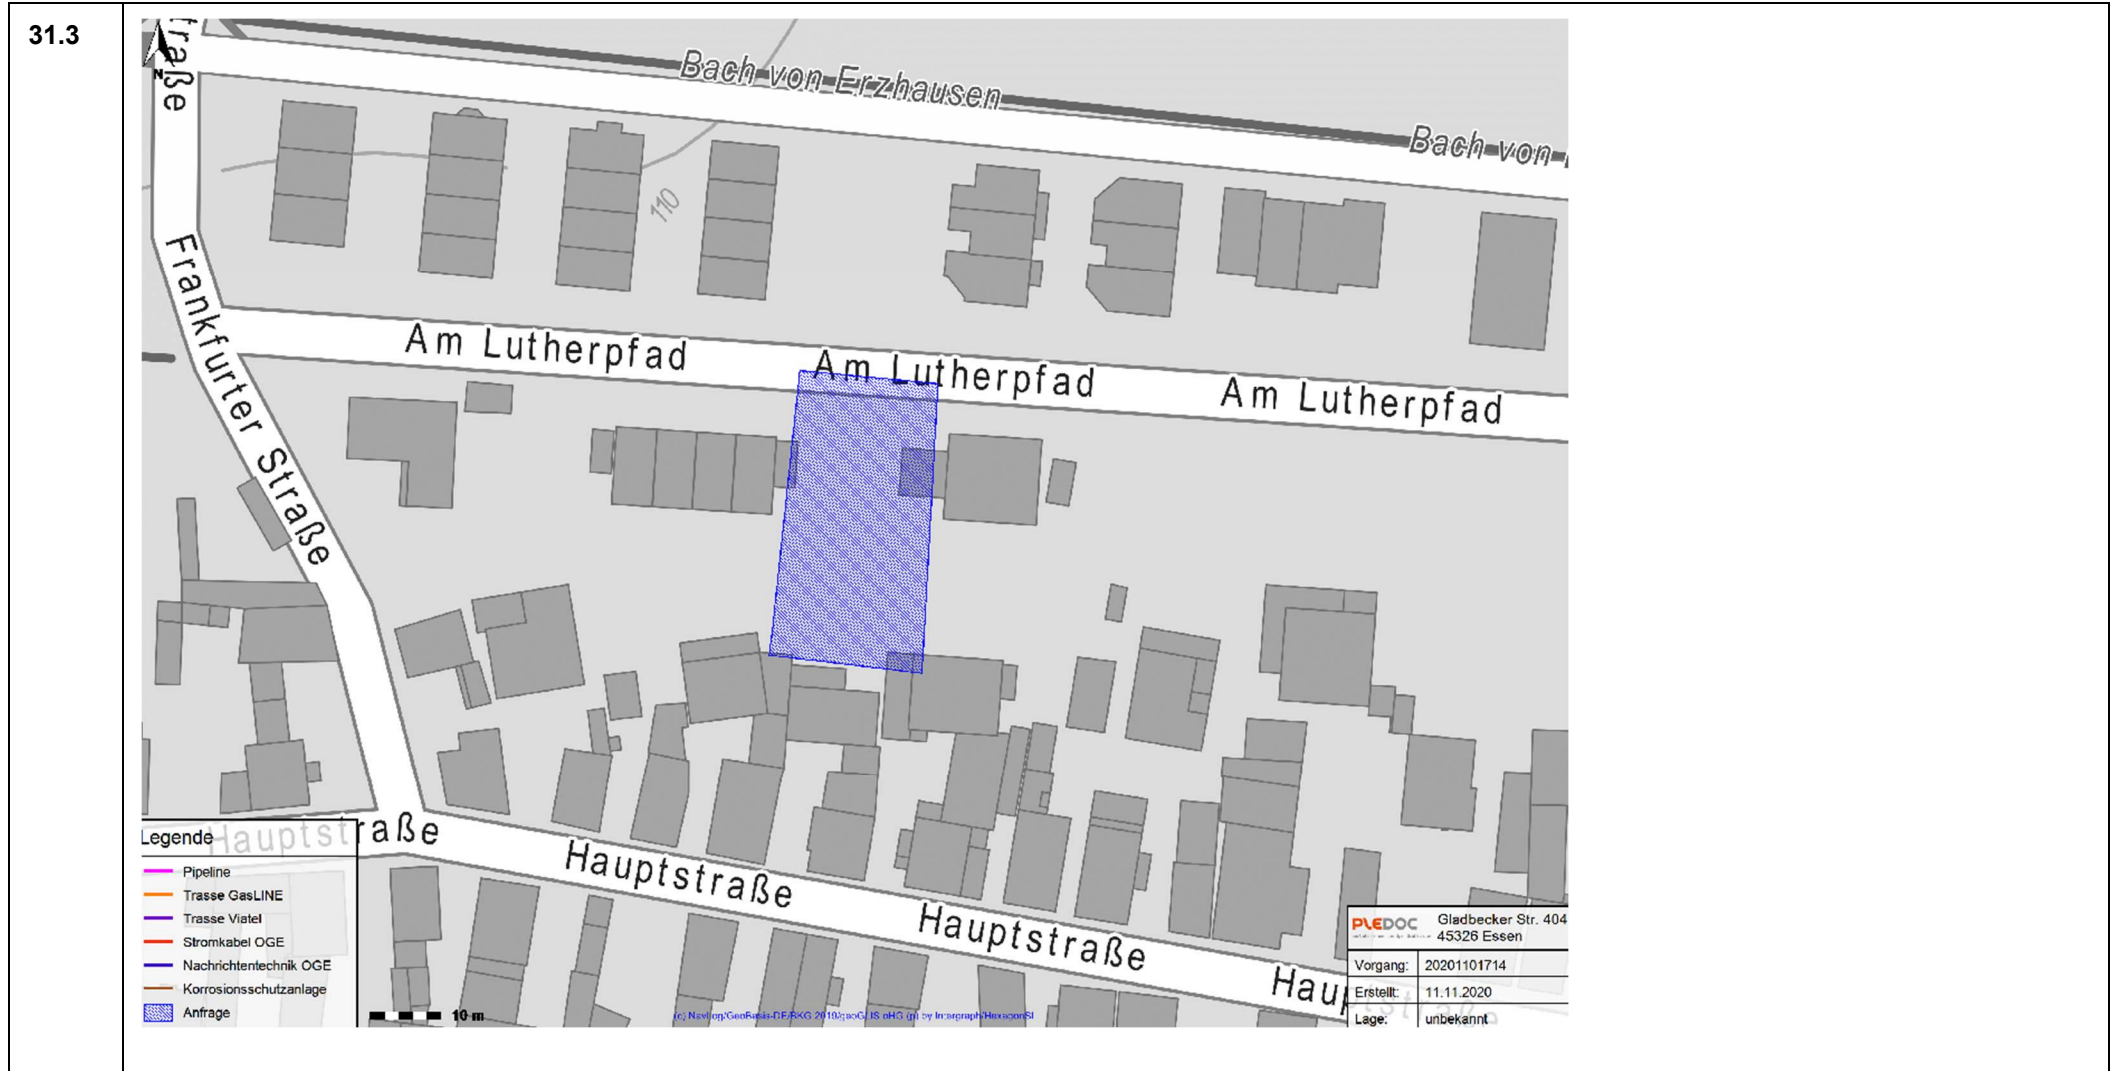 31.3
traße
N
Bach von Erzhausen
Bach von
110
Frankfurter Straße
Am Lutherpfad
Am Lutherpfad
Am Lutherpfad
Hauptstraße
Hauptstraße
Hauptstraße
Hauptstraße
Legende
Pipeline
Trasse GasLINE
Trasse Viatel
Stromkabel OGE
Nachrichtentechnik OGE
Korrosionsschutzanlage
Anfrage
10 m
PLEDOC
Gladbecker Str. 404
45326 Essen
Vorgang: 20201101714
Erstellt: 11.11.2020
Lage: unbekannt